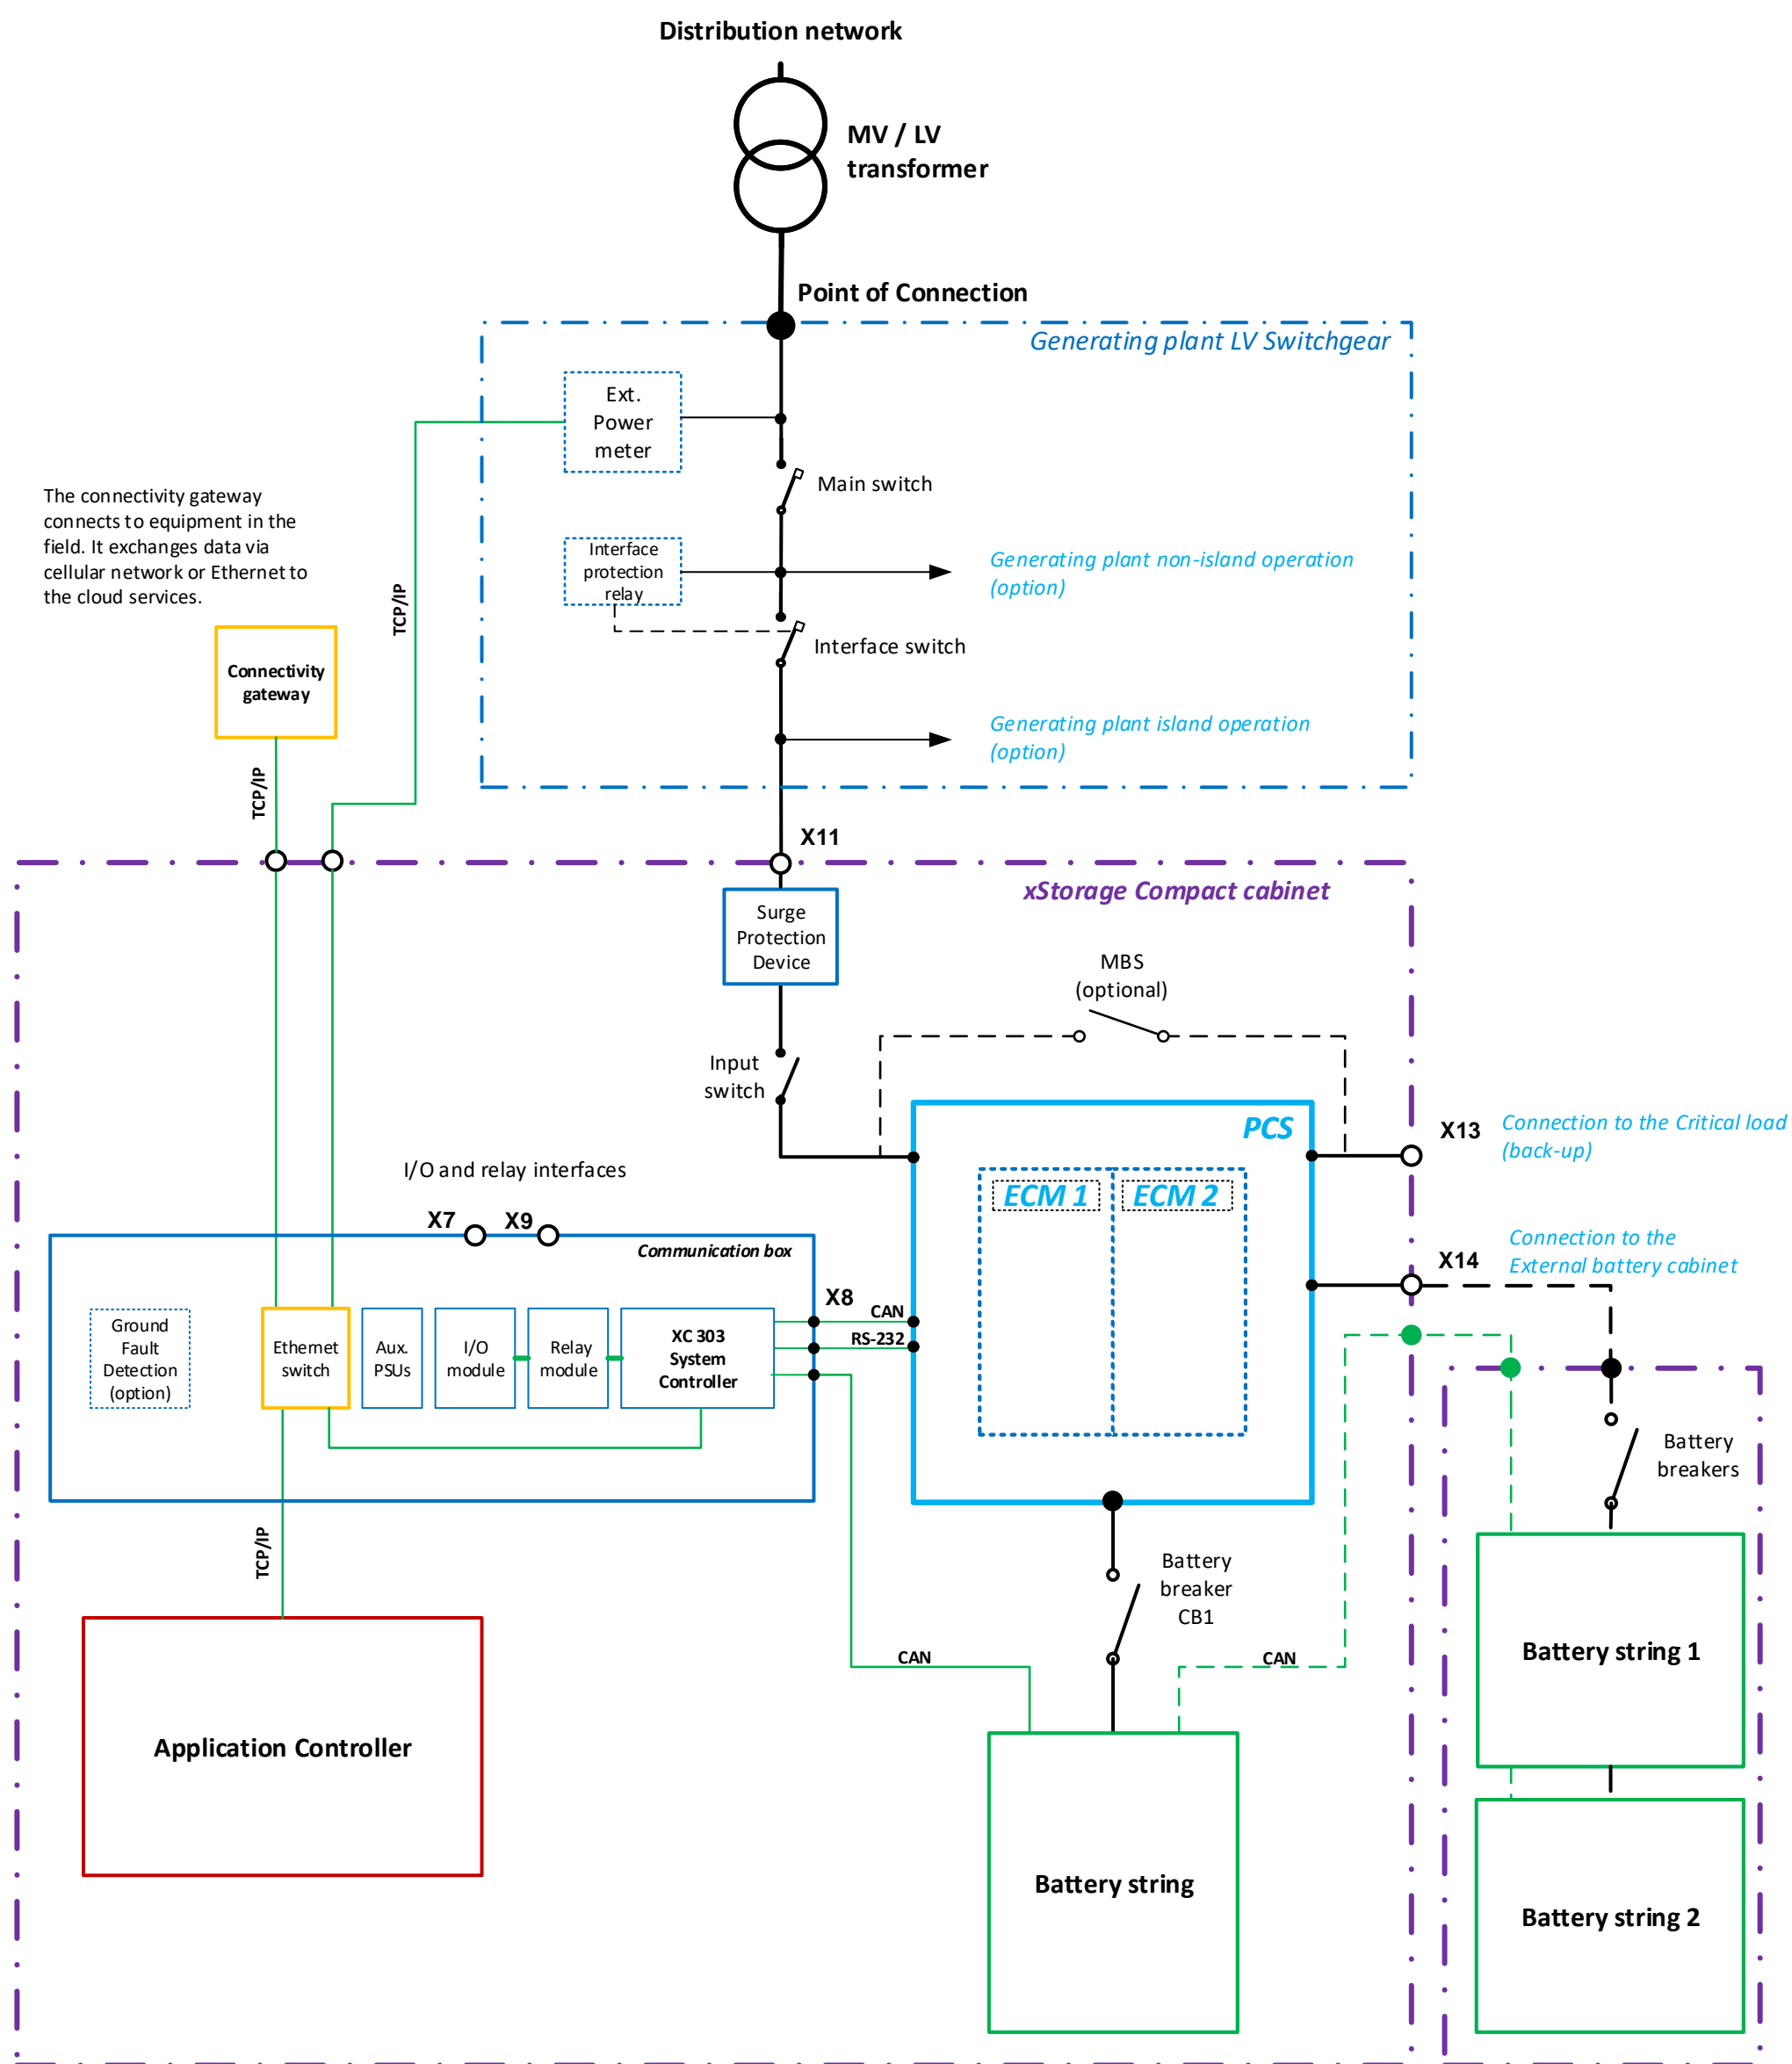 Distribution network
MV / LV
transformer
Point of Connection
Generating plant LV Switchgear
Ext.
Power
meter
Main switch
The connectivity gateway
connects to equipment in the
field. It exchanges data via
cellular network or Ethernet to
the cloud services.
Interface
protection
relay
Generating plant non-island operation
(option)
TCP/IP
Interface switch
Connectivity
gateway
Generating plant island operation
(option)
TCP/IP
X11
xStorage Compact cabinet
Surge
Protection
Device
MBS
(optional)
Input
switch
PCS
X13
Connection to the Critical load
(back-up)
I/O and relay interfaces
ECM 1
ECM 2
X7
X9
Communication box
X14
Connection to the
External battery cabinet
X8
CAN
RS-232
Ground
Fault
Detection
(option)
Ethernet
switch
Aux.
PSUs
I/O
module
Relay
module
XC 303
System
Controller
Battery
breakers
TCP/IP
Battery
breaker
CB1
CAN
CAN
Battery string 1
Application Controller
Battery string
Battery string 2